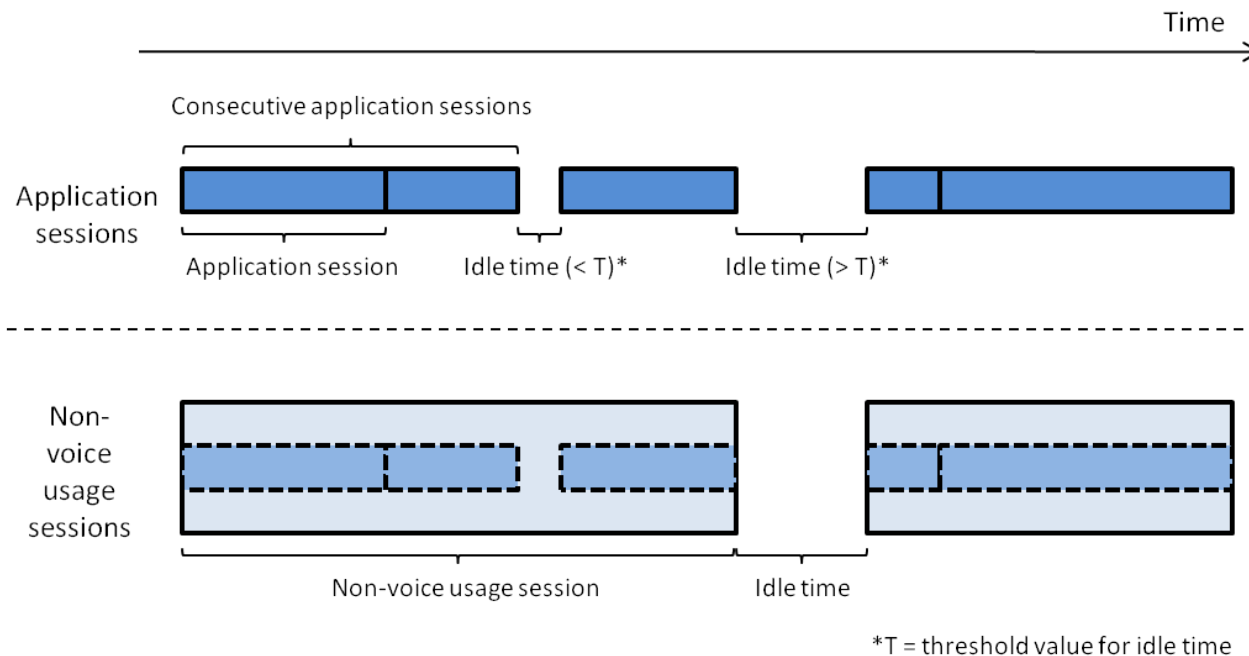 Time
Consecutive application sessions
Application
sessions
Application session
Idle time (< T)*
Idle time (> T)*
Non-
voice
usage
sessions
Non-voice usage session
Idle time
*T = threshold value for idle time